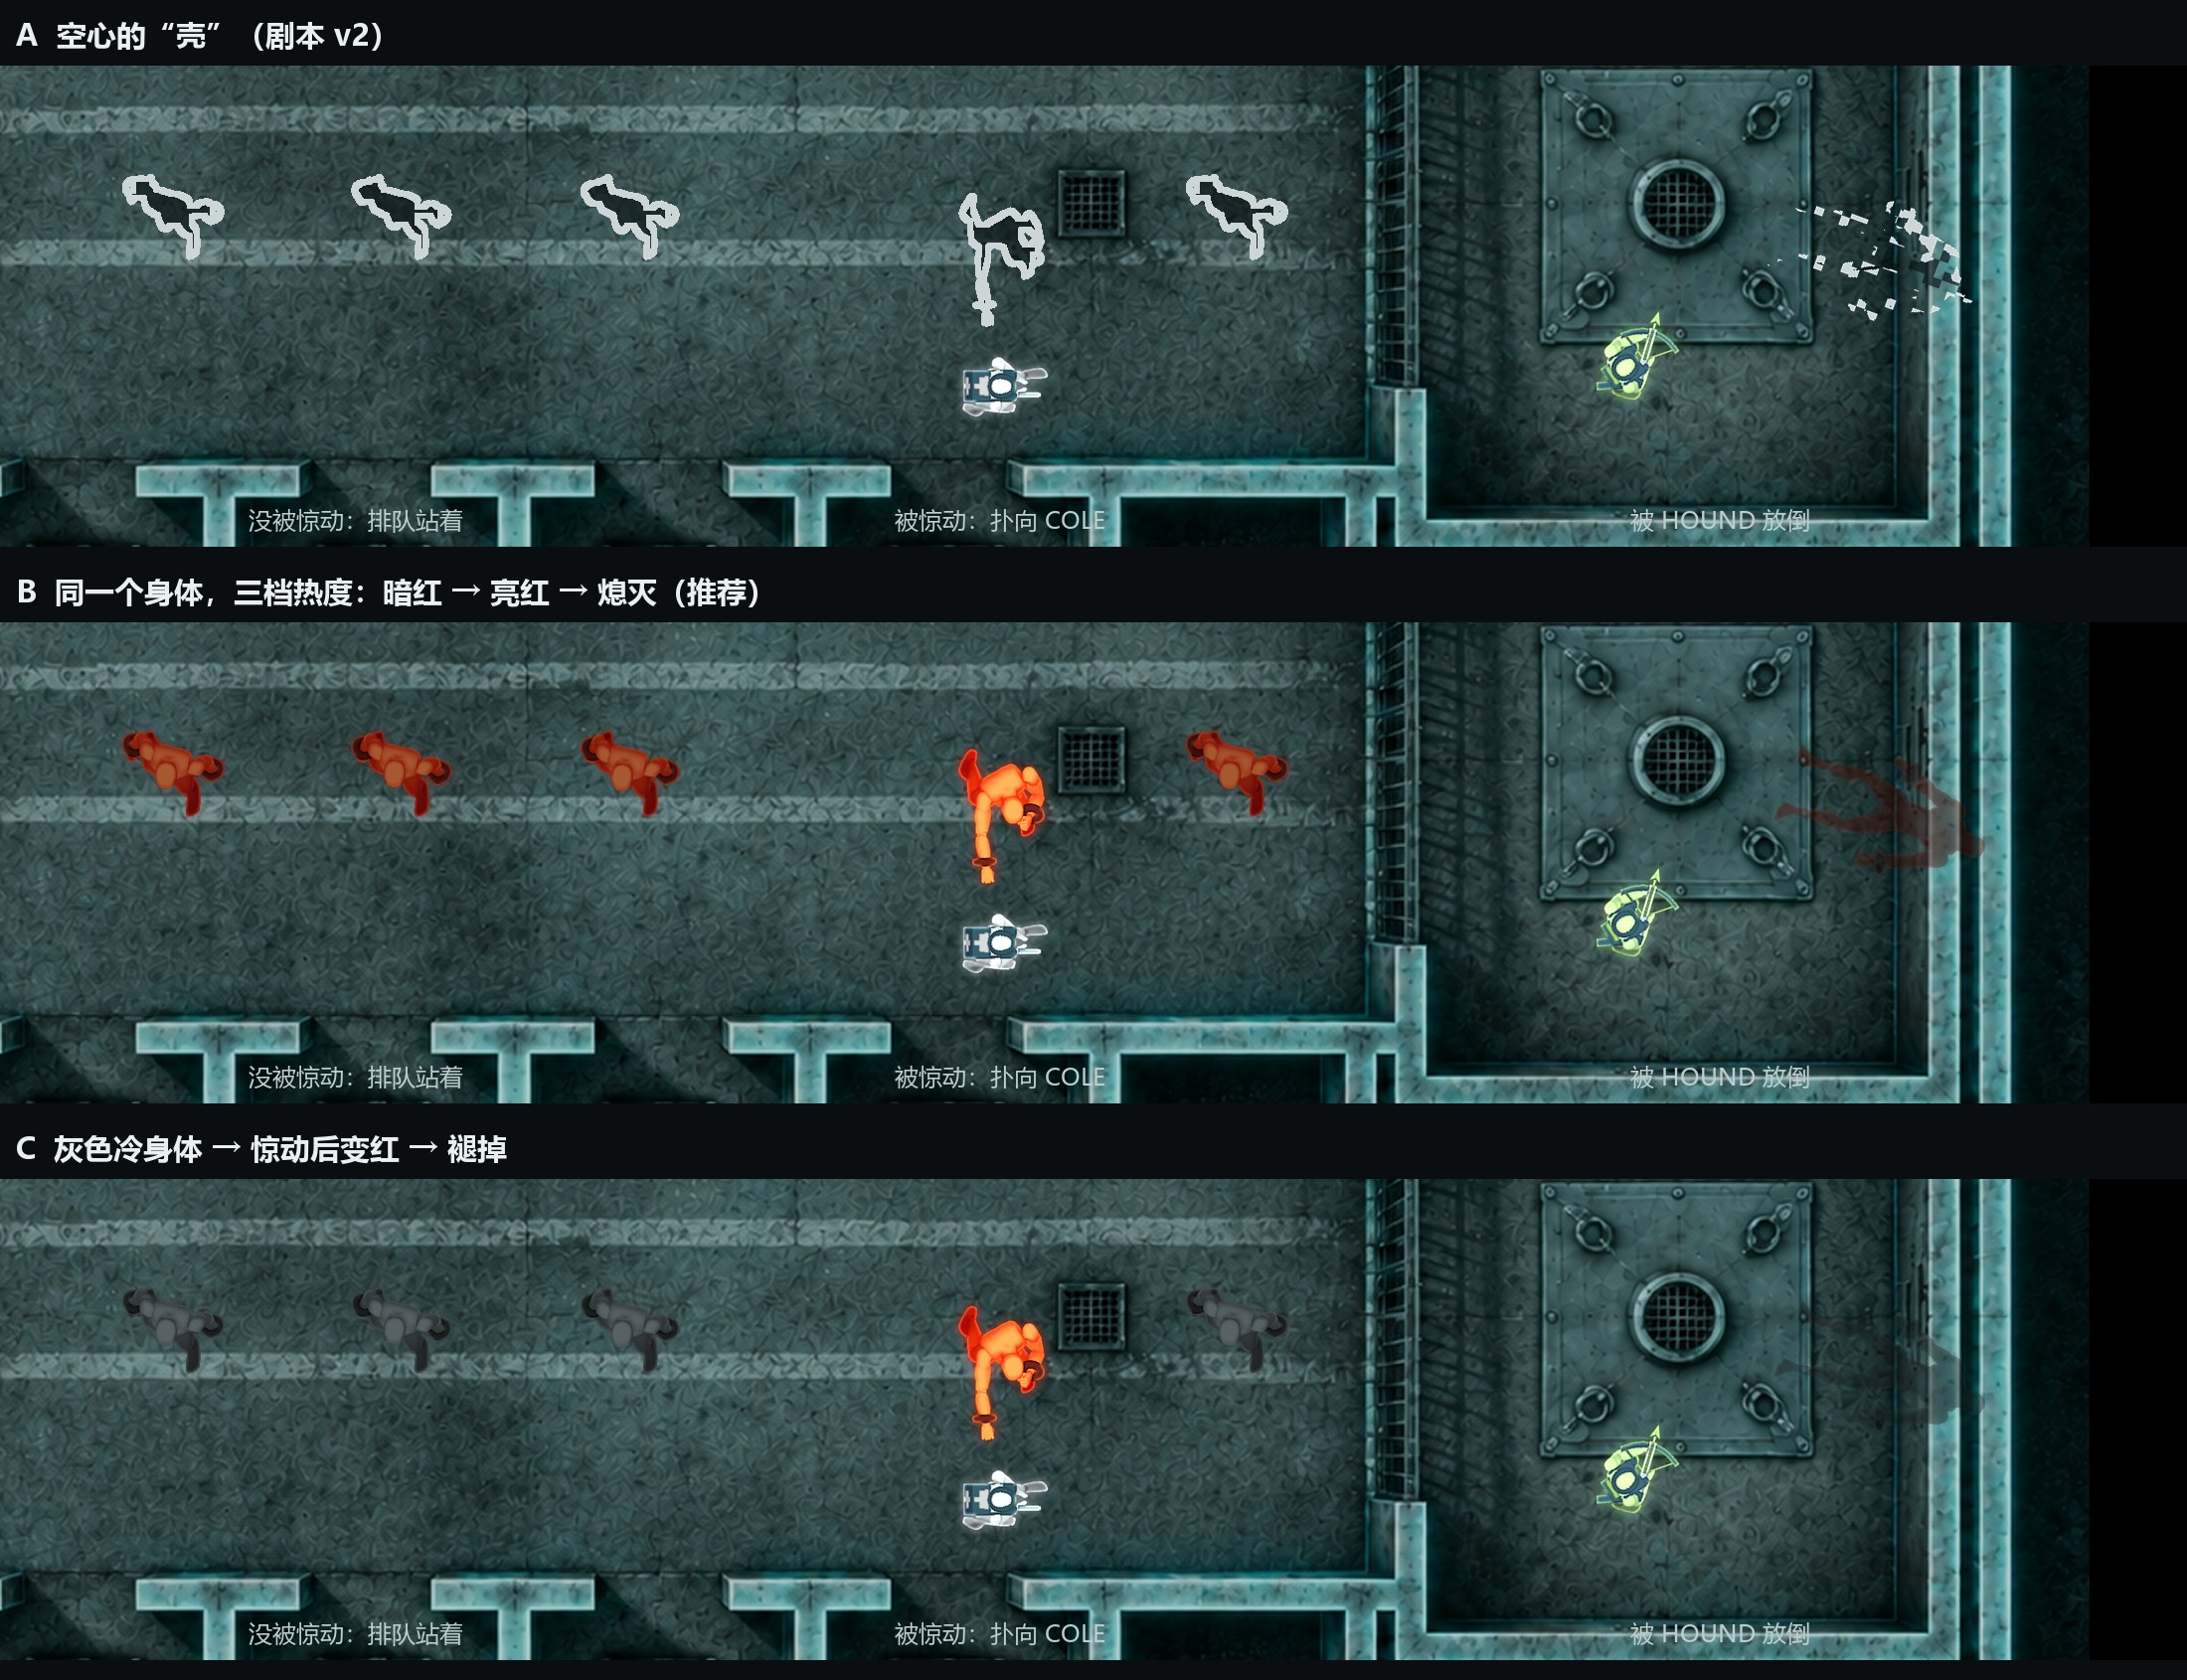 A 空心的“壳”（剧本 v2）
没被惊动：排队站着
被惊动：扑向 COLE
被 HOUND 放倒
B 同一个身体，三档热度：暗红 → 亮红 → 熄灭（推荐）
没被惊动：排队站着
被惊动：扑向 COLE
被 HOUND 放倒
C 灰色冷身体 → 惊动后变红 → 褪掉
没被惊动：排队站着
被惊动：扑向 COLE
被 HOUND 放倒